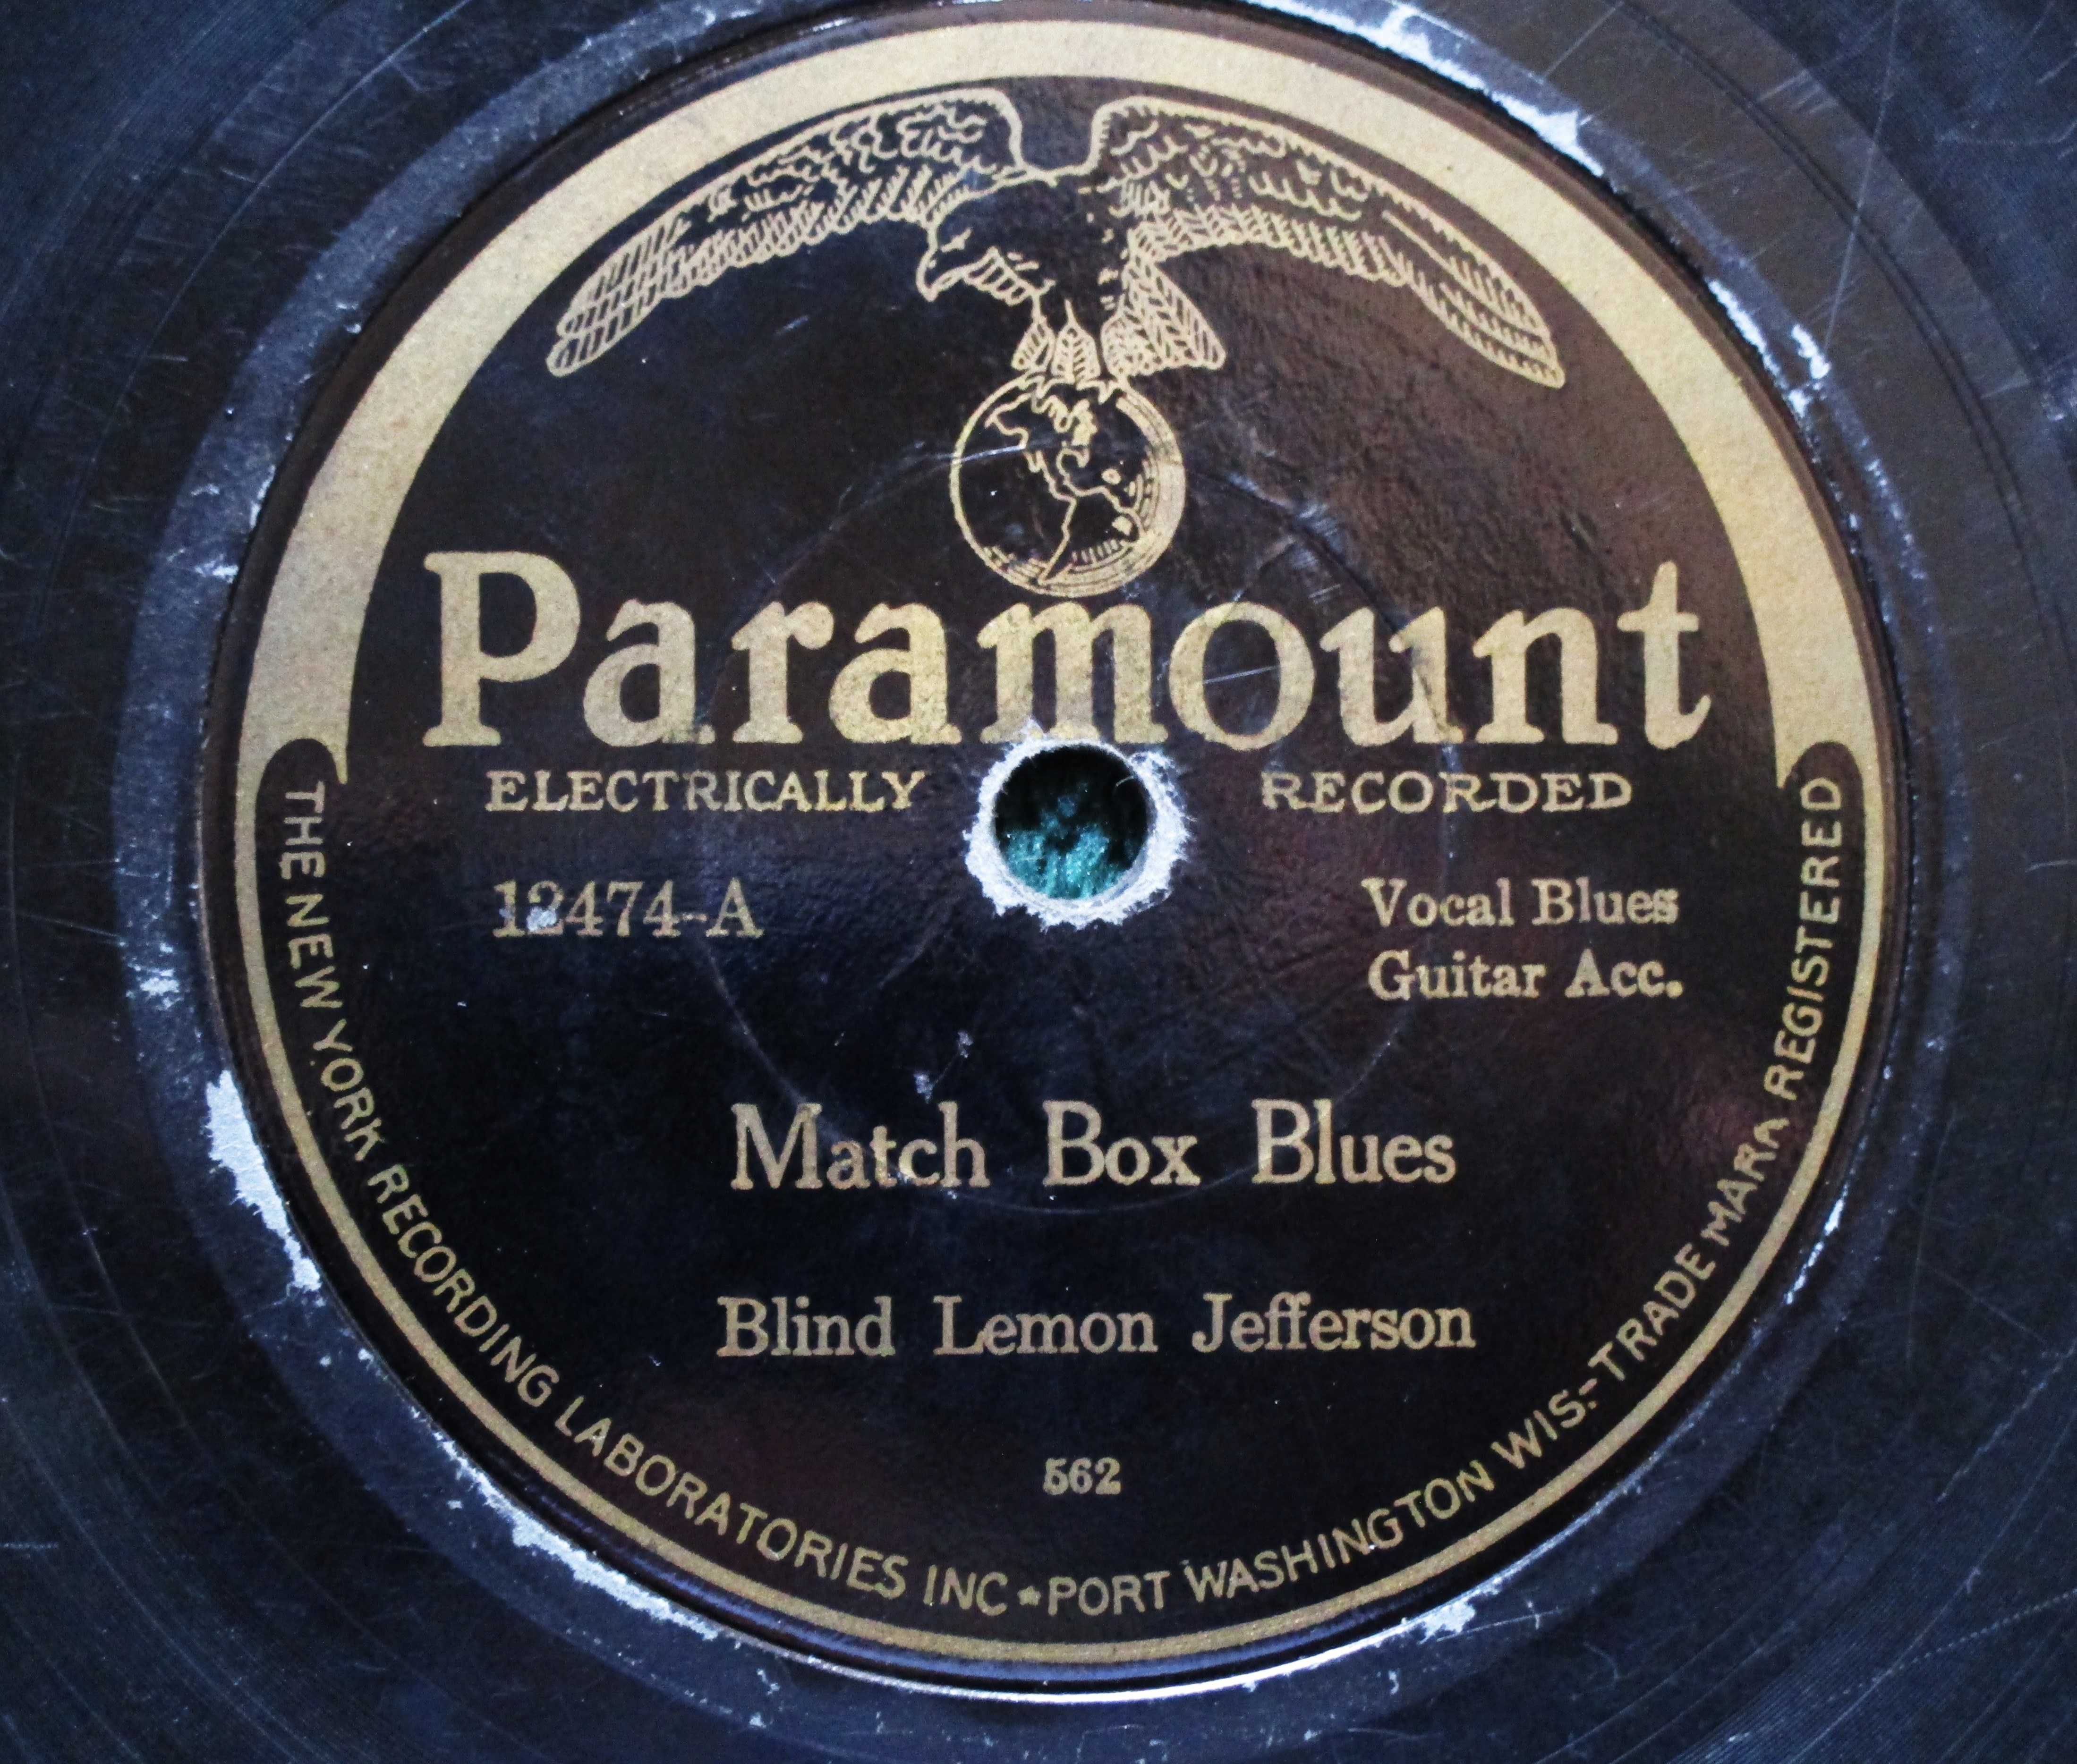 Paramount
ELECTRICALLY RECORDED
12474-A
Vocal Blues
Guitar Acc.
Match Box Blues
Blind Lemon Jefferson
562
THE NEW YORK RECORDING LABORATORIES INC ★ PORT WASHINGTON WIS.-TRADE MARK REGISTERED